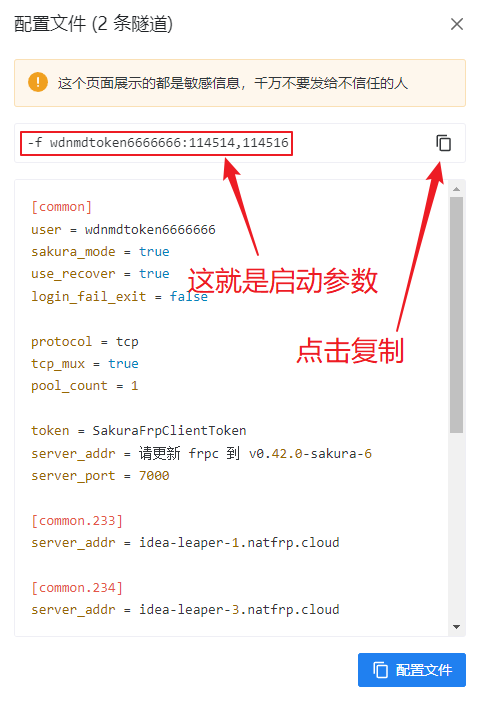 配置文件 (2 条隧道)
这个页面展示的都是敏感信息，千万不要发给不信任的人
-f wdnmdtoken6666666:114514,114516
[common]
user = wdnmdtoken6666666
sakura_mode = true
use_recover = true
login_fail_exit = false
这就是启动参数
protocol = tcp
tcp_mux = true
pool_count = 1
点击复制
token = SakuraFrpClientToken
server_addr = 请更新 frpc 到 v0.42.0-sakura-6
server_port = 7000
[common.233]
server_addr = idea-leaper-1.natfrp.cloud
[common.234]
server_addr = idea-leaper-3.natfrp.cloud
配置文件